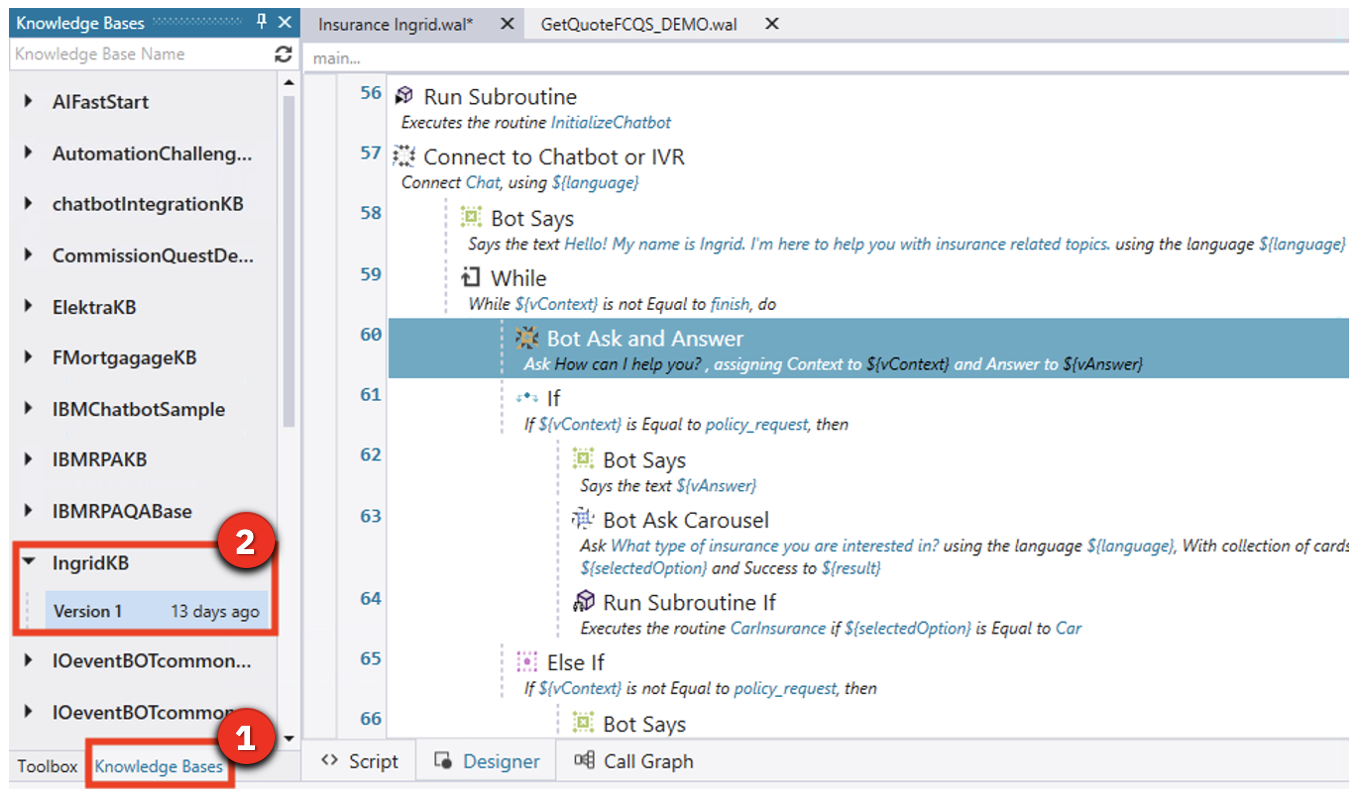 Knowledge Bases
Knowledge Base Name
AIFastStart
AutomationChalleng...
chatbotIntegrationKB
CommissionQuestDe...
ElektraKB
FMortgagageKB
IBMChatbotSample
IBMRPAKB
IBMRPAQABase
2
IngridKB
Version 1 13 days ago
IOeventBOTcommon...
IOeventBOTcommon
1
Toolbox Knowledge Bases
Insurance Ingrid.wal* GetQuoteFCQS_DEMO.wal
main...
56 Run Subroutine
Executes the routine InitializeChatbot
57 Connect to Chatbot or IVR
Connect Chat, using ${language}
58 Bot Says
Says the text Hello! My name is Ingrid. I'm here to help you with insurance related topics. using the language ${language}
59 While
While ${vContext} is not Equal to finish, do
60 Bot Ask and Answer
Ask How can I help you? , assigning Context to ${vContext} and Answer to ${vAnswer}
61 If
If ${vContext} is Equal to policy_request, then
62 Bot Says
Says the text ${vAnswer}
63 Bot Ask Carousel
Ask What type of insurance you are interested in? using the language ${language}, With collection of cards
${selectedOption} and Success to ${result}
64 Run Subroutine If
Executes the routine CarInsurance if ${selectedOption} is Equal to Car
65 Else If
If ${vContext} is not Equal to policy_request, then
66 Bot Says
Script Designer Call Graph